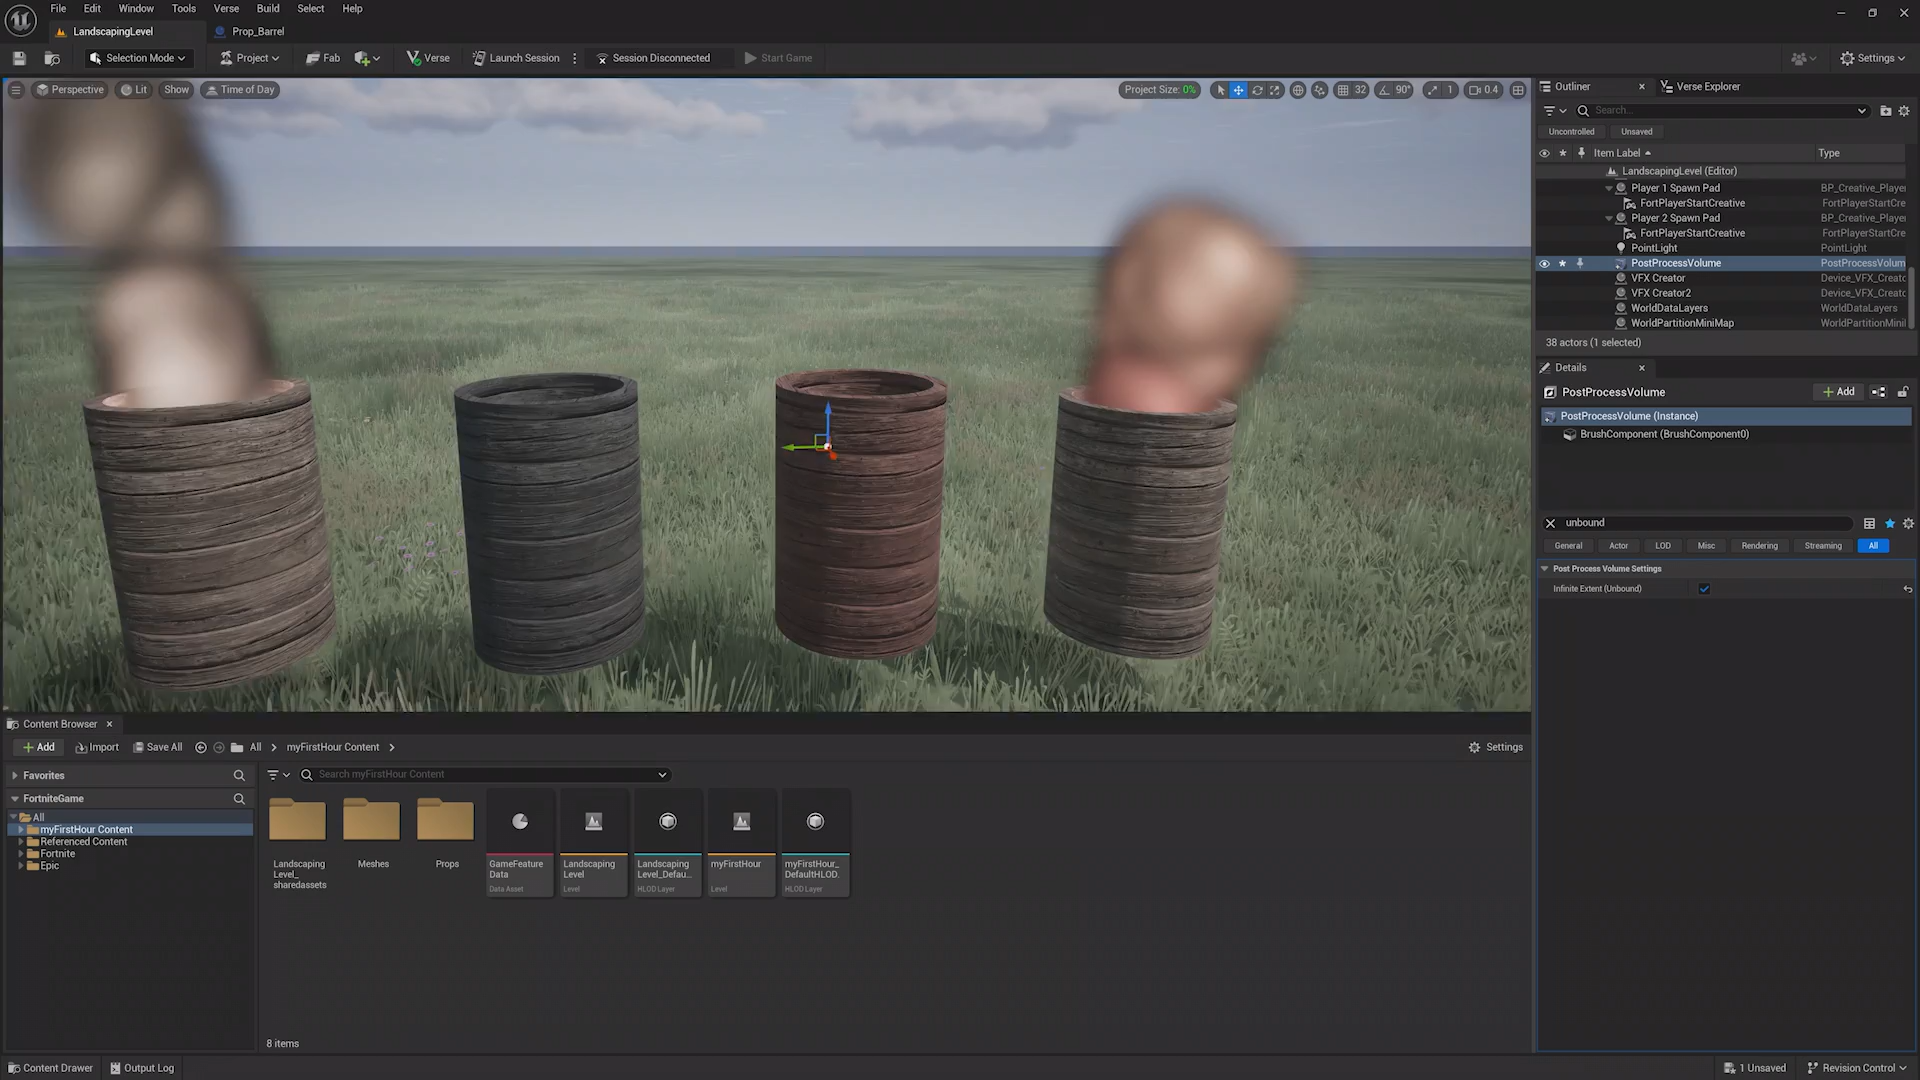 File Edit Window Tools Verse Build Select Help
LandscapingLevel Prop_Barrel
Selection Mode Project Fab Verse Launch Session Session Disconnected Start Game Settings
Perspective Lit Show Time of Day Project Size: 0% 32 90° 1 0.4
Outliner Verse Explorer
Search...
Uncontrolled Unsaved
Item Label Type
LandscapingLevel (Editor)
Player 1 Spawn Pad BP_Creative_Player
FortPlayerStartCreative FortPlayerStartCre
Player 2 Spawn Pad BP_Creative_Player
FortPlayerStartCreative FortPlayerStartCre
PointLight PointLight
PostProcessVolume PostProcessVolum
VFX Creator Device_VFX_Creato
VFX Creator2 Device_VFX_Creato
WorldDataLayers WorldDataLayers
WorldPartitionMiniMap WorldPartitionMini
38 actors (1 selected)
Details
PostProcessVolume Add
PostProcessVolume (Instance)
BrushComponent (BrushComponent0)
unbound
General Actor LOD Misc Rendering Streaming All
Post Process Volume Settings
Infinite Extent (Unbound)
Content Browser
Add Import Save All All myFirstHour Content Settings
Favorites
Search myFirstHour Content
FortniteGame
All
myFirstHour Content
Referenced Content
Fortnite
Epic
Landscaping
Level_
sharedassets
Meshes
Props
GameFeature
Data
Data Asset
Landscaping
Level
Level
Landscaping
Level_Defau...
HLOD Layer
myFirstHour
Level
myFirstHour_
DefaultHLOD.
HLOD Layer
8 items
Content Drawer Output Log 1 Unsaved Revision Control